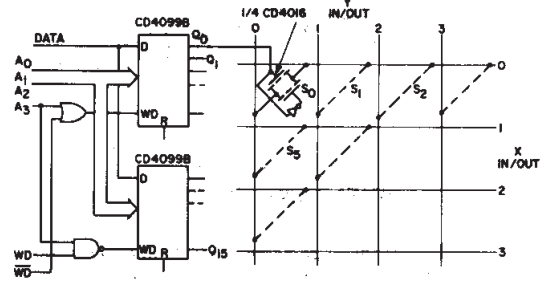 Y
IN/OUT
1/4 CD4016
CD4099B
0
1
2
3
DATA
Q0
D
Q1
A0
A1
A2
A3
WD
R
S0
S1
S2
0
1
X
IN/OUT
CD4099B
D
S5
2
WD
Q15
R
WD
WD
3